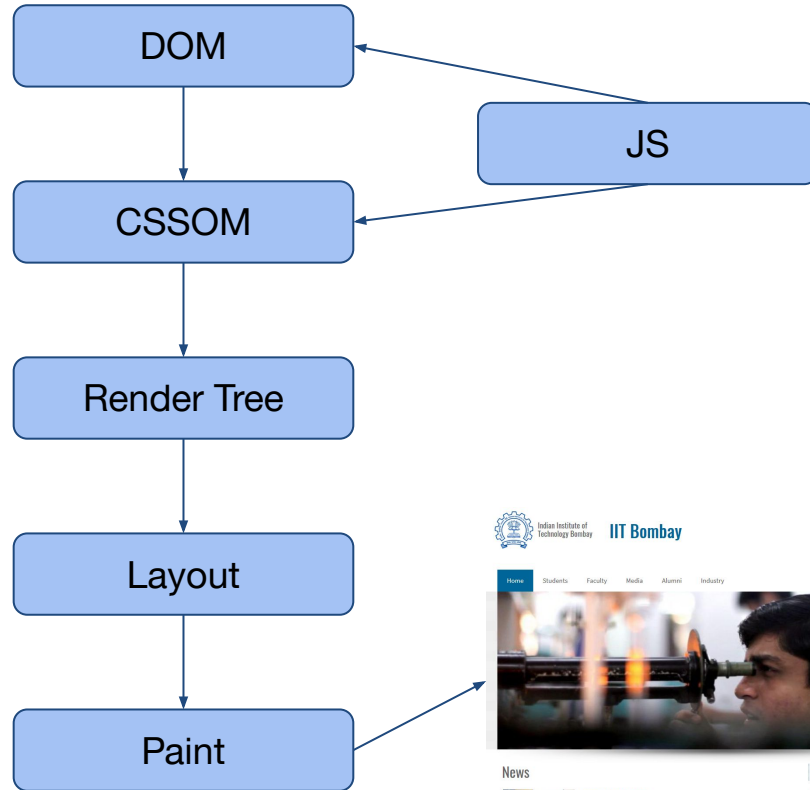 DOM
JS
CSSOM
Render Tree
Layout
Paint
Indian Institute of
Technology Bombay
IIT Bombay
Home Students Faculty Media Alumni Industry
News